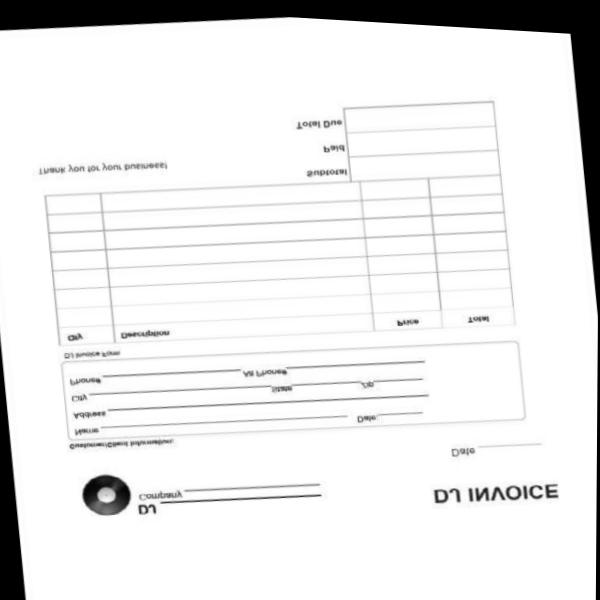 DJ INVOICE
DJ
Company
Date
Customer/Client Information:
Name Date
Address
City State Zip
Phone# Alt Phone#
DJ Invoice Form
Qty Description Price Total
Subtotal
Thank you for your business!
Paid
Total Due